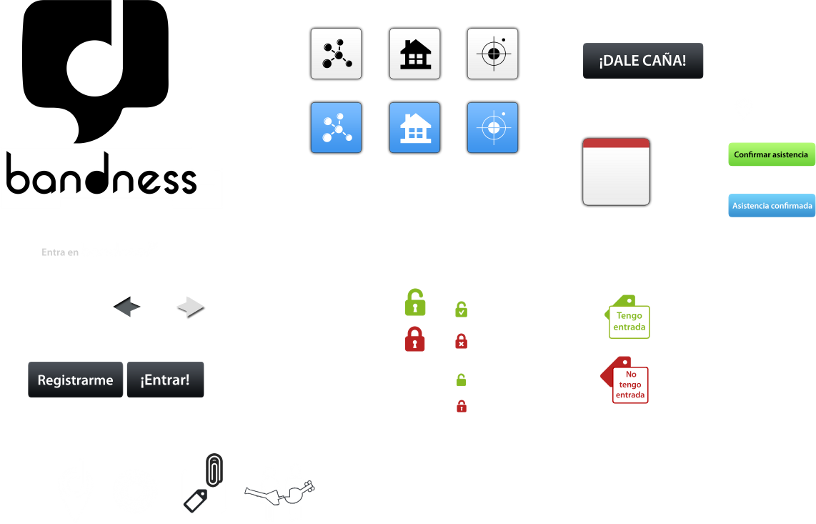 ¡DALE CAÑA!
Confirmar asistencia
bandness
Asistencia confirmada
Entra en
Tengo
entrada
Registrarme
¡Entrar!
No
tengo
entrada